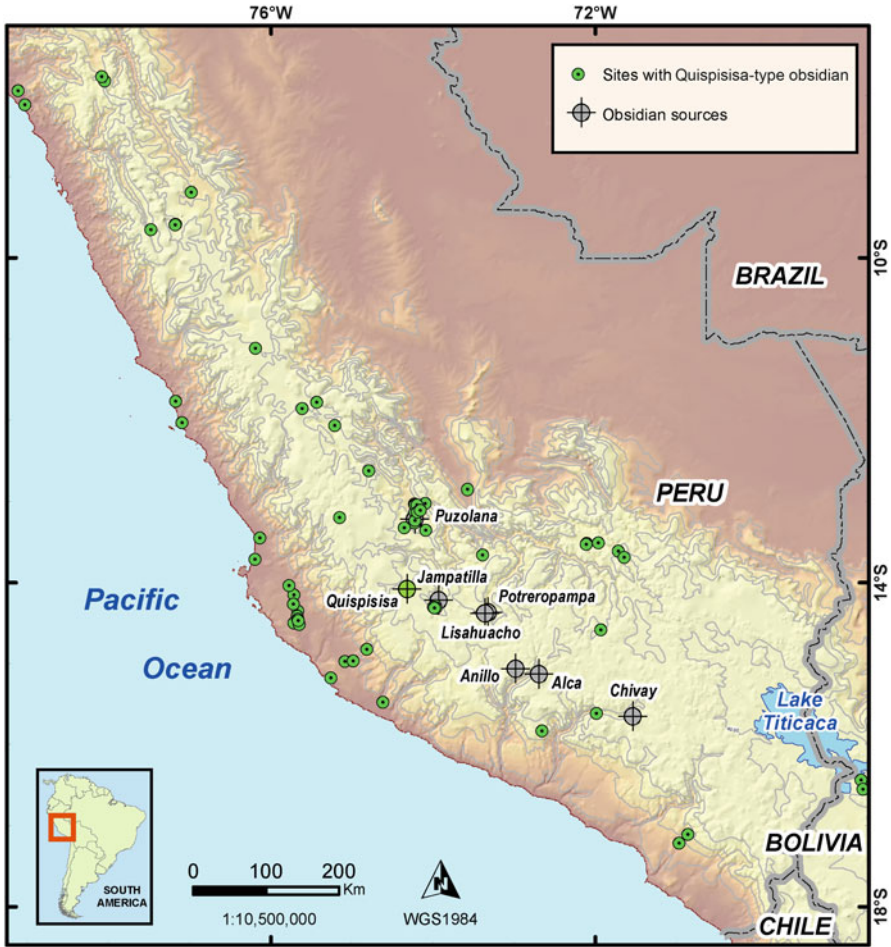 76°W
72°W
Sites with Quispisisa-type obsidian
Obsidian sources
10°S
BRAZIL
PERU
Puzolana
14°S
Pacific
Ocean
Jampatilla
Quispisisa
Potreropampa
Lisahuacho
Anillo
Alca
Chivay
Lake
Titicaca
BOLIVIA
SOUTH
AMERICA
0 100 200
Km
1:10,500,000
N
WGS1984
18°S
CHILE